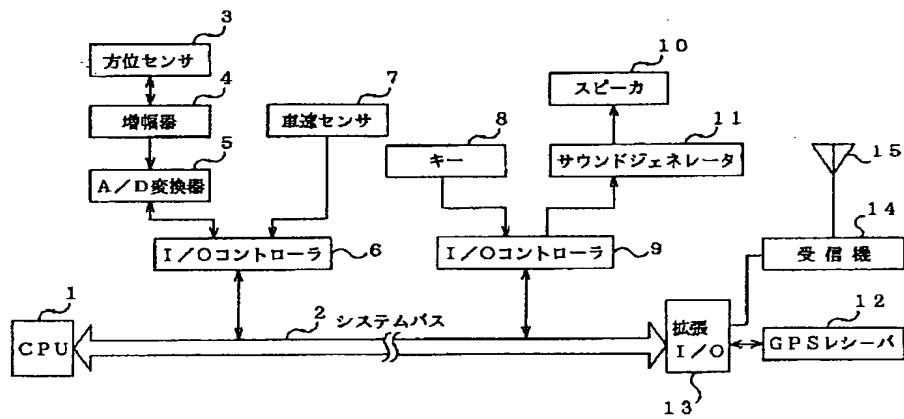 3
方位センサ
4
増幅器
5
A/D変換器
7
車速センサ
I/Oコントローラ
6
8
キー
10
スピーカ
11
サウンドジェネレータ
I/Oコントローラ
9
15
14
受信機
12
GPSレシーバ
拡張
I/O
13
1
CPU
2
システムバス